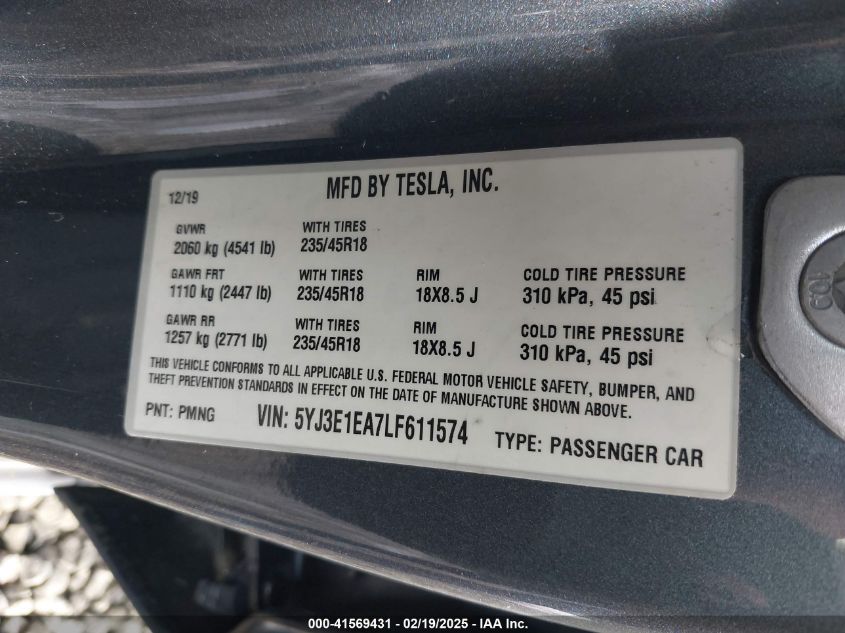 12/19 MFD BY TESLA, INC.
GVWR WITH TIRES
2060 kg (4541 lb) 235/45R18
GAWR FRT WITH TIRES RIM COLD TIRE PRESSURE
1110 kg (2447 lb) 235/45R18 18X8.5 J 310 kPa, 45 psi
GAWR RR WITH TIRES RIM COLD TIRE PRESSURE
1257 kg (2771 lb) 235/45R18 18X8.5 J 310 kPa, 45 psi
THIS VEHICLE CONFORMS TO ALL APPLICABLE U.S. FEDERAL MOTOR VEHICLE SAFETY, BUMPER, AND
THEFT PREVENTION STANDARDS IN EFFECT ON THE DATE OF MANUFACTURE SHOWN ABOVE.
PNT: PMNG VIN: 5YJ3E1EA7LF611574 TYPE: PASSENGER CAR
109
000-41569431 - 02/19/2025 - IAA Inc.